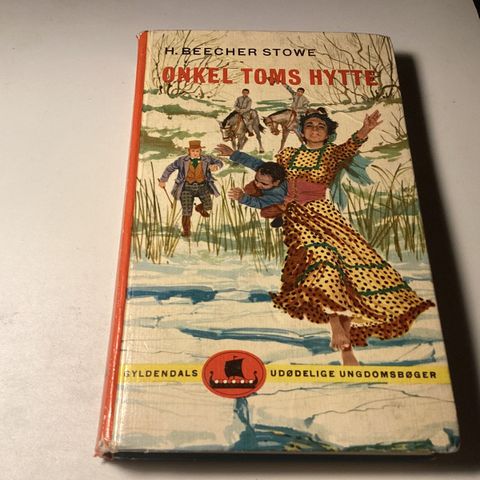 H. BEECHER STOWE
ONKEL TOMS HYTTE
GYLDENDALS UDØDELIGE UNGDOMSBØGER